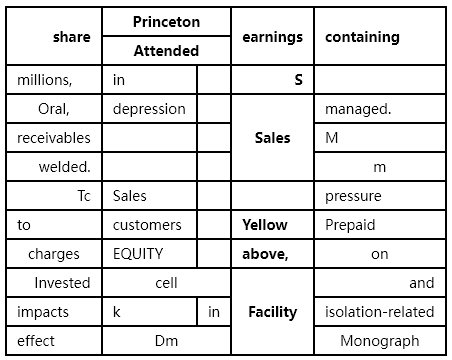 share Princeton earnings containing
Attended
millions, in S
Oral, depression Sales managed.
receivables M
welded. m
Tc Sales pressure
to customers Yellow Prepaid
charges EQUITY above, on
Invested cell Facility and
impacts k in isolation-related
effect Dm Monograph